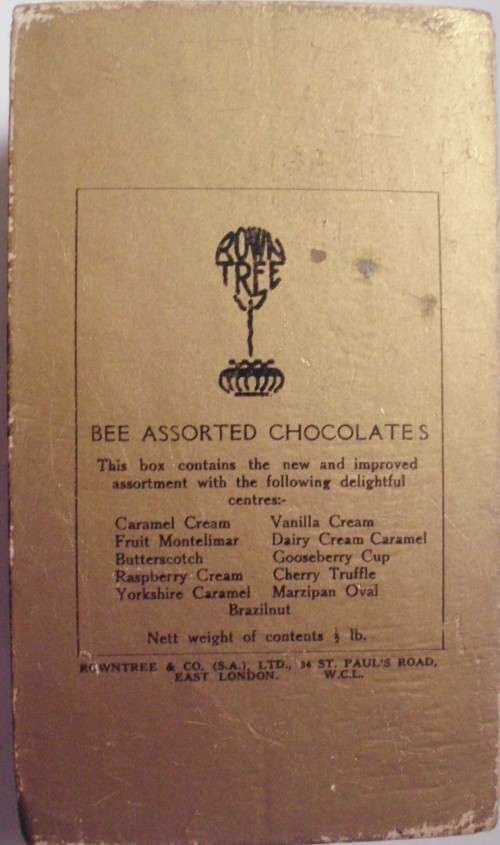 ROWN
TREE
BEE ASSORTED CHOCOLATES
This box contains the new and improved
assortment with the following delightful
centres:-
Caramel Cream Vanilla Cream
Fruit Montelimar Dairy Cream Caramel
Butterscotch Gooseberry Cup
Raspberry Cream Cherry Truffle
Yorkshire Caramel Marzipan Oval
Brazilnut
Nett weight of contents ½ lb.
ROWNTREE & CO. (S.A.), LTD., 34 ST. PAUL'S ROAD,
EAST LONDON. W.C.L.